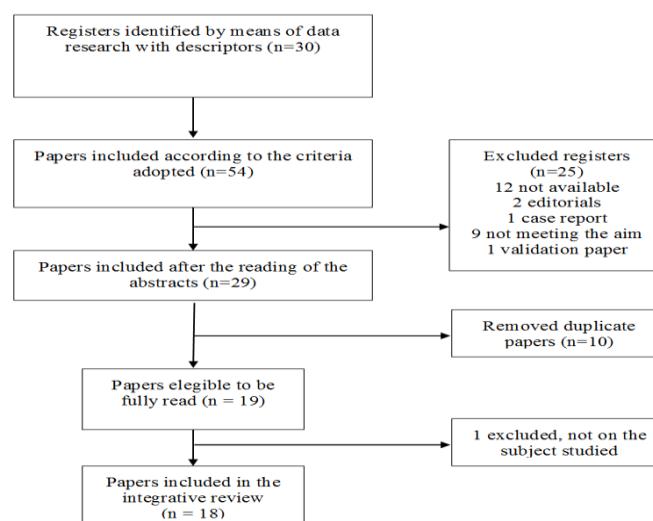 Registers identified by means of data
research with descriptors (n=30)
Papers included according to the criteria
adopted (n=54)
Excluded registers
(n=25)
12 not available
2 editorials
1 case report
9 not meeting the aim
1 validation paper
Papers included after the reading of the
abstracts (n=29)
Removed duplicate
papers (n=10)
Papers elegible to be
fully read (n = 19)
1 excluded, not on the
subject studied
Papers included in the
integrative review
(n = 18)